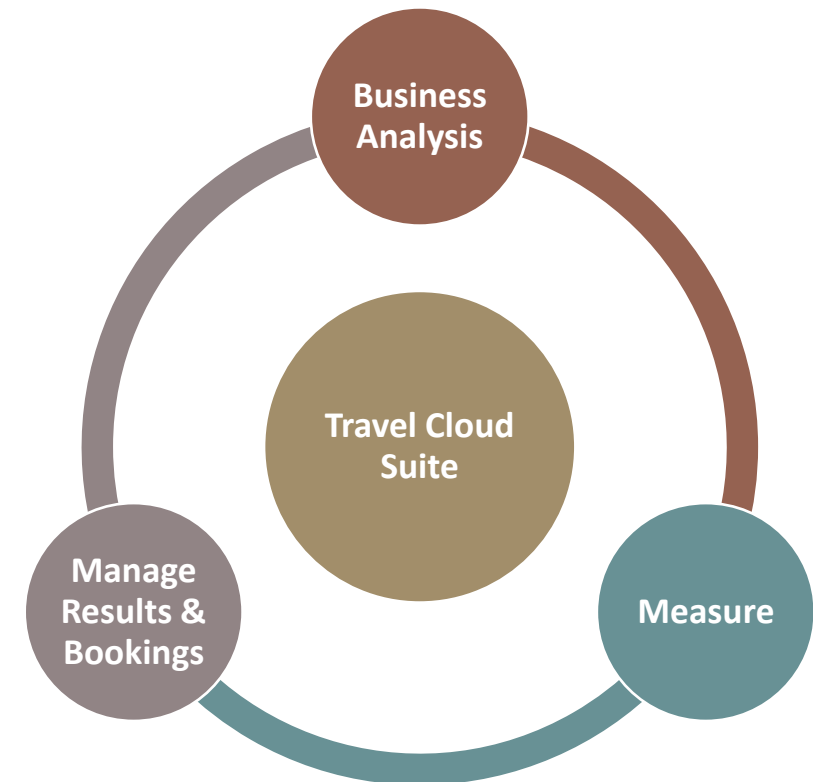 Business
Analysis
Travel Cloud
Suite
Manage
Results &
Bookings
Measure